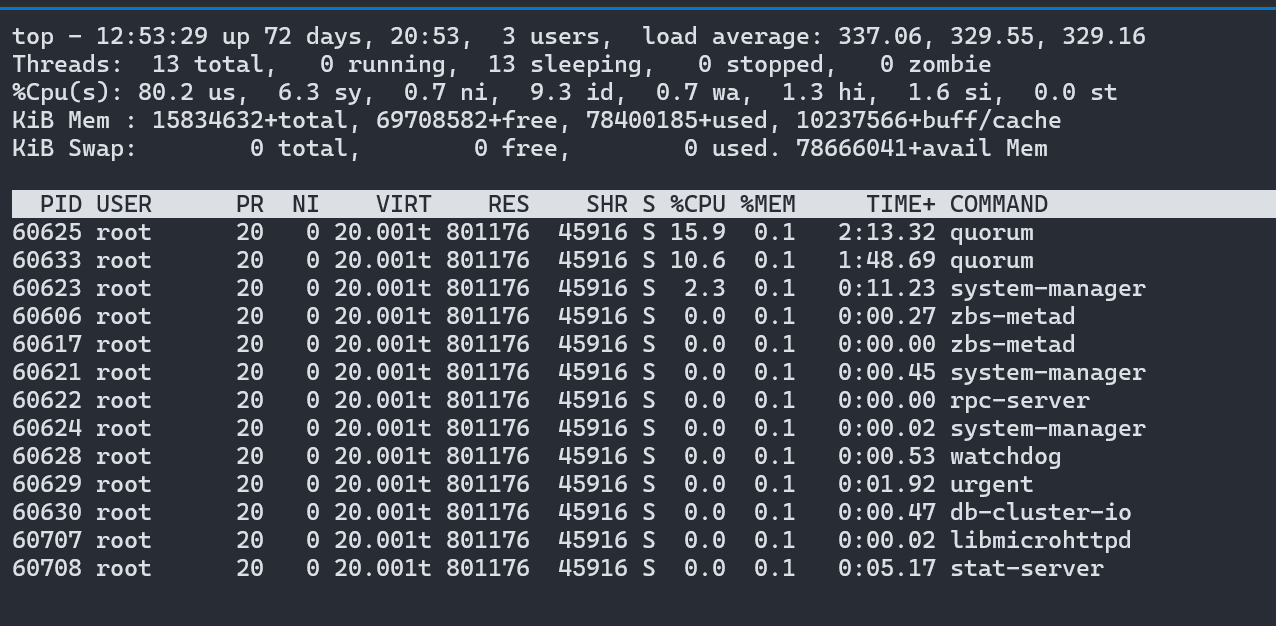 top - 12:53:29 up 72 days, 20:53,  3 users,  load average: 337.06, 329.55, 329.16
Threads:  13 total,   0 running,  13 sleeping,   0 stopped,   0 zombie
%Cpu(s): 80.2 us,  6.3 sy,  0.7 ni,  9.3 id,  0.7 wa,  1.3 hi,  1.6 si,  0.0 st
KiB Mem : 15834632+total, 69708582+free, 78400185+used, 10237566+buff/cache
KiB Swap:        0 total,        0 free,        0 used. 78666041+avail Mem
  PID USER      PR  NI    VIRT    RES    SHR S %CPU %MEM     TIME+ COMMAND
60625 root      20   0 20.001t 801176  45916 S 15.9  0.1   2:13.32 quorum
60633 root      20   0 20.001t 801176  45916 S 10.6  0.1   1:48.69 quorum
60623 root      20   0 20.001t 801176  45916 S  2.3  0.1   0:11.23 system-manager
60606 root      20   0 20.001t 801176  45916 S  0.0  0.1   0:00.27 zbs-metad
60617 root      20   0 20.001t 801176  45916 S  0.0  0.1   0:00.00 zbs-metad
60621 root      20   0 20.001t 801176  45916 S  0.0  0.1   0:00.45 system-manager
60622 root      20   0 20.001t 801176  45916 S  0.0  0.1   0:00.00 rpc-server
60624 root      20   0 20.001t 801176  45916 S  0.0  0.1   0:00.02 system-manager
60628 root      20   0 20.001t 801176  45916 S  0.0  0.1   0:00.53 watchdog
60629 root      20   0 20.001t 801176  45916 S  0.0  0.1   0:01.92 urgent
60630 root      20   0 20.001t 801176  45916 S  0.0  0.1   0:00.47 db-cluster-io
60707 root      20   0 20.001t 801176  45916 S  0.0  0.1   0:00.02 libmicrohttpd
60708 root      20   0 20.001t 801176  45916 S  0.0  0.1   0:05.17 stat-server